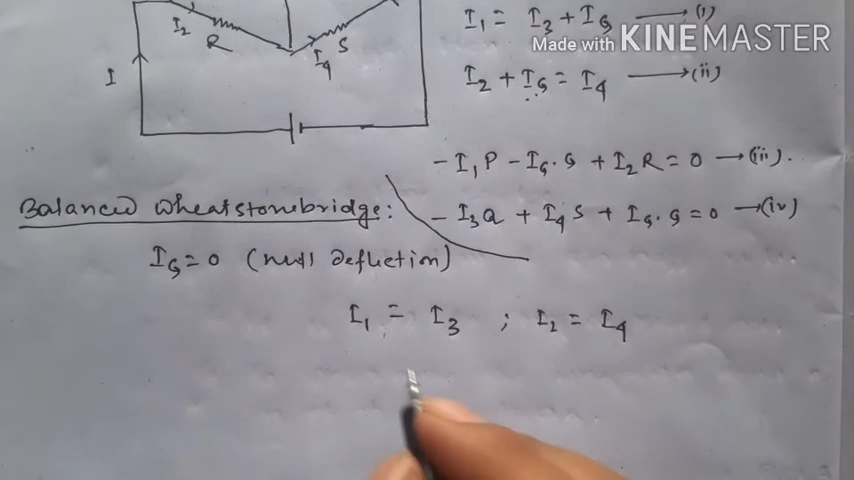 I₂ R I₄ S
I
I₁ = I₃ + I_G → (i)
Made with KINEMASTER
I₂ + I_G = I₄ → (ii)
- I₁P - I_G.G + I₂R = 0 → (iii).
Balanced wheatstonebridge:
- I₃Q + I₄S + I_G.G = 0 → (iv)
I_G = 0 (null deflection)
I₁ = I₃ ; I₂ = I₄